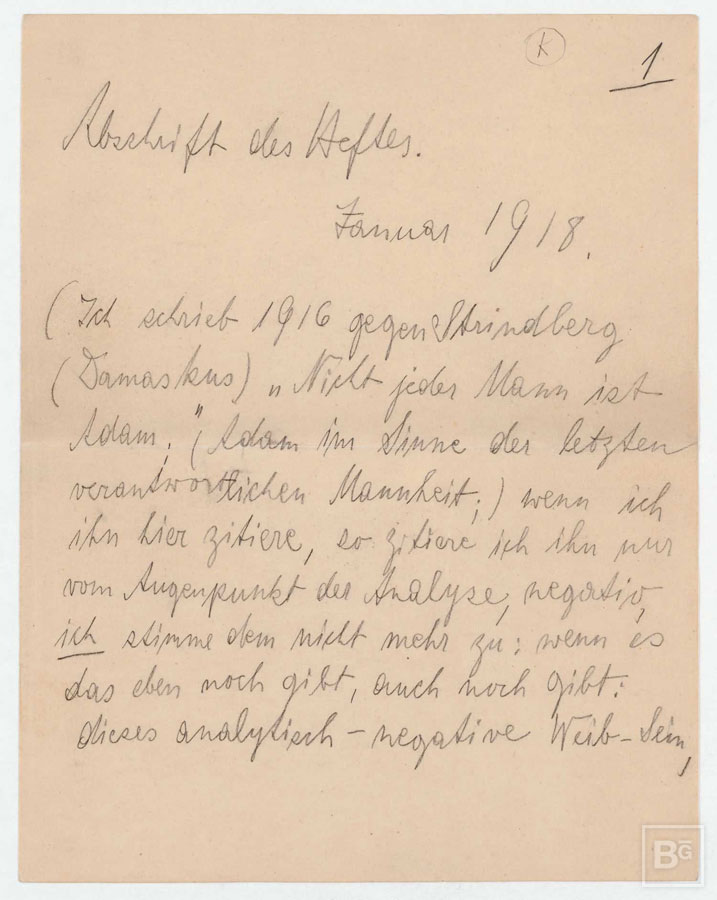 K
1
Abschrift des Heftes.
Januar 1918.
(Ich schrieb 1916 gegen Strindberg
(Damaskus) „Nicht jeder Mann ist
Adam." (Adam im Sinne der letzten
verantwortlichen Mannheit;) wenn ich
ihn hier zitiere, so zitiere ich ihn nur
vom Augenpunkt der Analyse, negativ,
ich stimme dem nicht mehr zu: wenn es
das eben noch gibt, auch noch gibt:
dieses analytisch-negative Weib-Sein,
BG